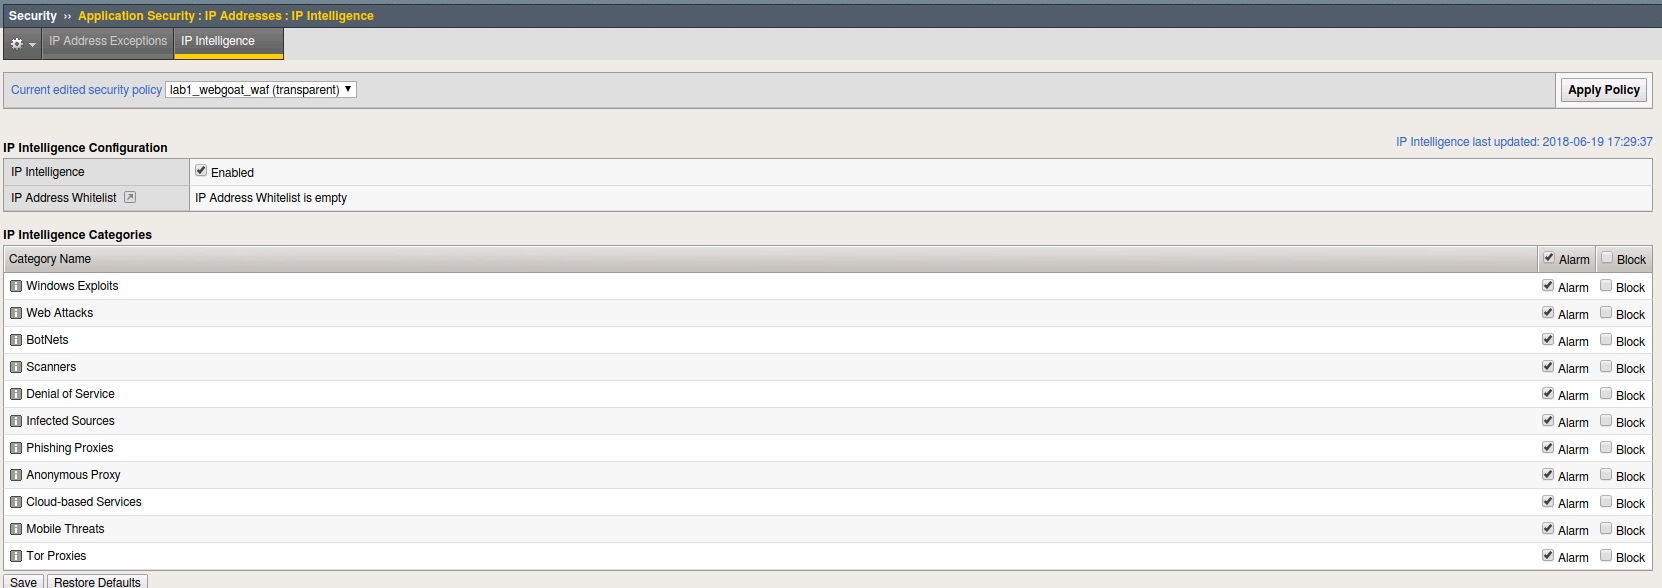 Security ›› Application Security : IP Addresses : IP Intelligence
IP Address Exceptions IP Intelligence
Current edited security policy lab1_webgoat_waf (transparent) Apply Policy
IP Intelligence last updated: 2018-06-19 17:29:37
IP Intelligence Configuration
IP Intelligence Enabled
IP Address Whitelist IP Address Whitelist is empty
IP Intelligence Categories
Category Name Alarm Block
Windows Exploits Alarm Block
Web Attacks Alarm Block
BotNets Alarm Block
Scanners Alarm Block
Denial of Service Alarm Block
Infected Sources Alarm Block
Phishing Proxies Alarm Block
Anonymous Proxy Alarm Block
Cloud-based Services Alarm Block
Mobile Threats Alarm Block
Tor Proxies Alarm Block
Save Restore Defaults